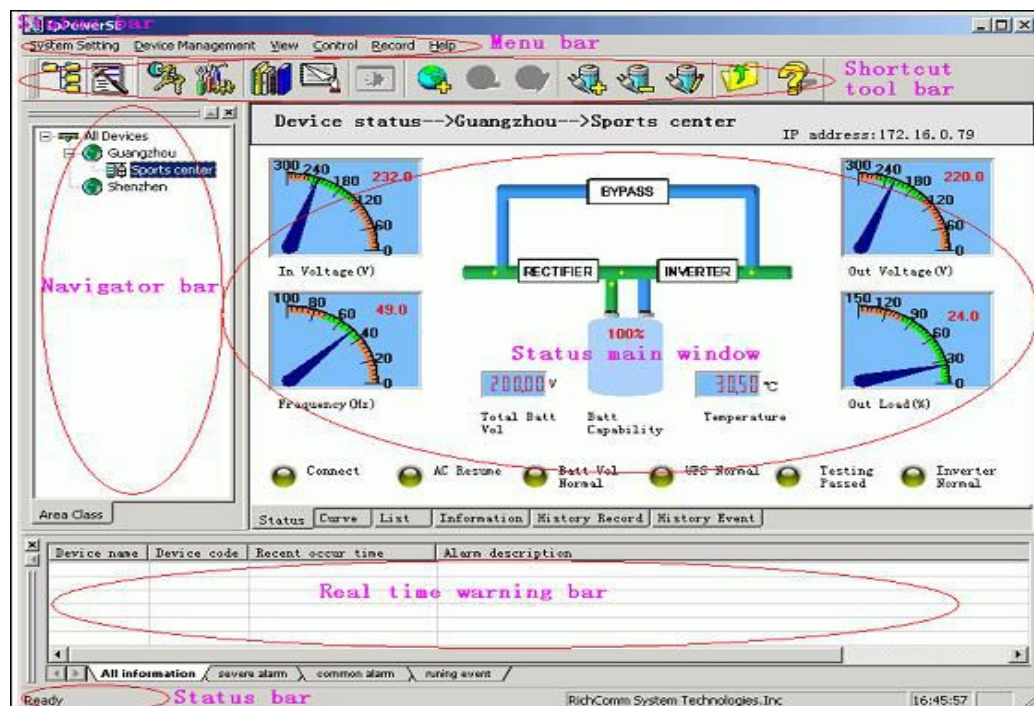 Status bar
UpPowerSE
System Setting Device Management View Control Record Help
Menu bar
Shortcut
tool bar
Device status-->Guangzhou-->Sports center
IP address:172.16.0.79
All Devices
Guangzhou
Sports center
Shenzhen
Navigator bar
Area Class
300 240 180 120 60 0
232.0
In Voltage(V)
100 80 60 40 20 0
49.0
Frequency(Hz)
BYPASS
RECTIFIER
INVERTER
100%
Status main window
200.00 V
30.50 ℃
Total Batt
Vol
Batt
Capability
Temperature
300 240 180 120 60 0
220.0
Out Voltage(V)
150 120 90 60 30 0
24.0
Out Load(%)
Connect
AC Resume
Batt Vol
Normal
UPS Normal
Testing
Passed
Inverter
Normal
Status Curve List Information History Record History Event
Device name Device code Recent occur time Alarm description
Real time warning bar
All information severe alarm common alarm runing event
Ready
Status bar
RichComm System Technologies.Inc
16:45:57